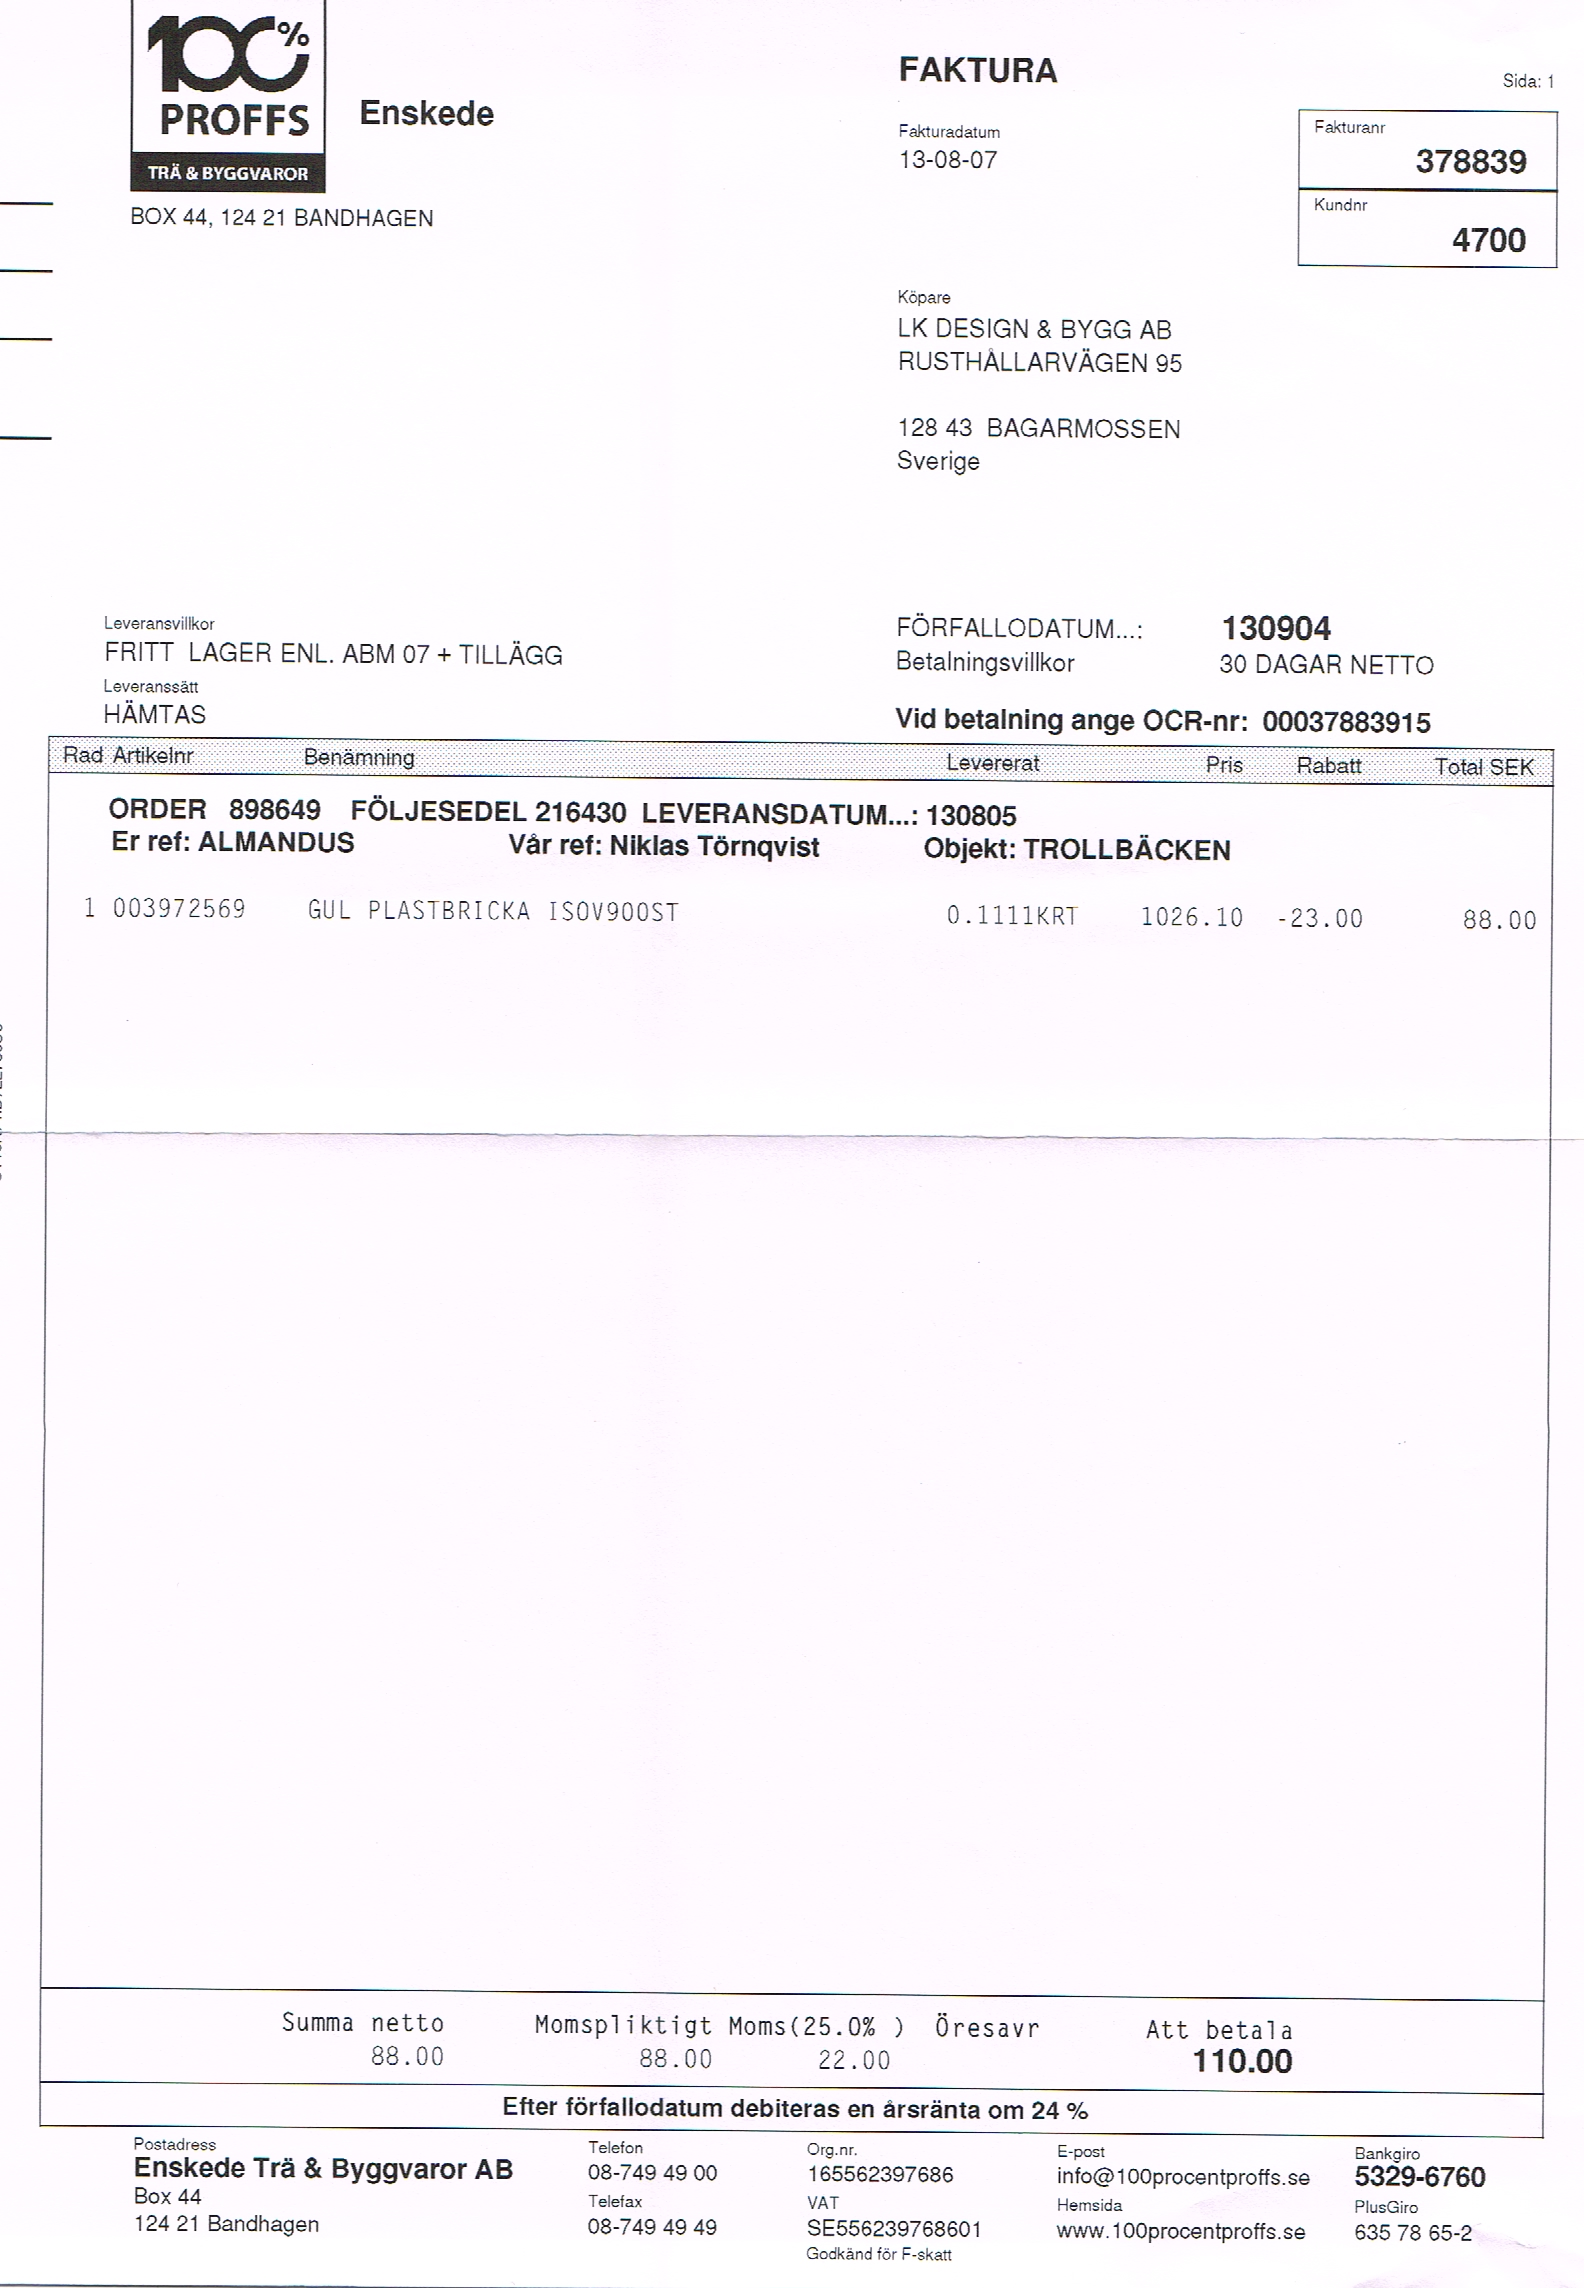 100%
PROFFS
TRÄ & BYGGVAROR
Enskede
BOX 44, 124 21 BANDHAGEN
FAKTURA
Sida: 1
Fakturadatum
13-08-07
Fakturanr
378839
Kundnr
4700
Köpare
LK DESIGN & BYGG AB
RUSTHÅLLARVÄGEN 95
128 43 BAGARMOSSEN
Sverige
Leveransvillkor
FRITT LAGER ENL. ABM 07 + TILLÄGG
Leveranssätt
HÄMTAS
FÖRFALLODATUM...: 130904
Betalningsvillkor 30 DAGAR NETTO
Vid betalning ange OCR-nr: 00037883915
Rad Artikelnr Benämning Levererat Pris Rabatt Total SEK
ORDER 898649 FÖLJESEDEL 216430 LEVERANSDATUM...: 130805
Er ref: ALMANDUS Vår ref: Niklas Törnqvist Objekt: TROLLBÄCKEN
1 003972569 GUL PLASTBRICKA ISOV900ST 0.1111KRT 1026.10 -23.00 88.00
Summa netto Momspliktigt Moms(25.0% ) Öresavr Att betala
88.00 88.00 22.00 110.00
Efter förfallodatum debiteras en årsränta om 24 %
Postadress
Enskede Trä & Byggvaror AB
Box 44
124 21 Bandhagen
Telefon
08-749 49 00
Telefax
08-749 49 49
Org.nr.
165562397686
VAT
SE556239768601
Godkänd för F-skatt
E-post
info@100procentproffs.se
Hemsida
www.100procentproffs.se
Bankgiro
5329-6760
PlusGiro
635 78 65-2